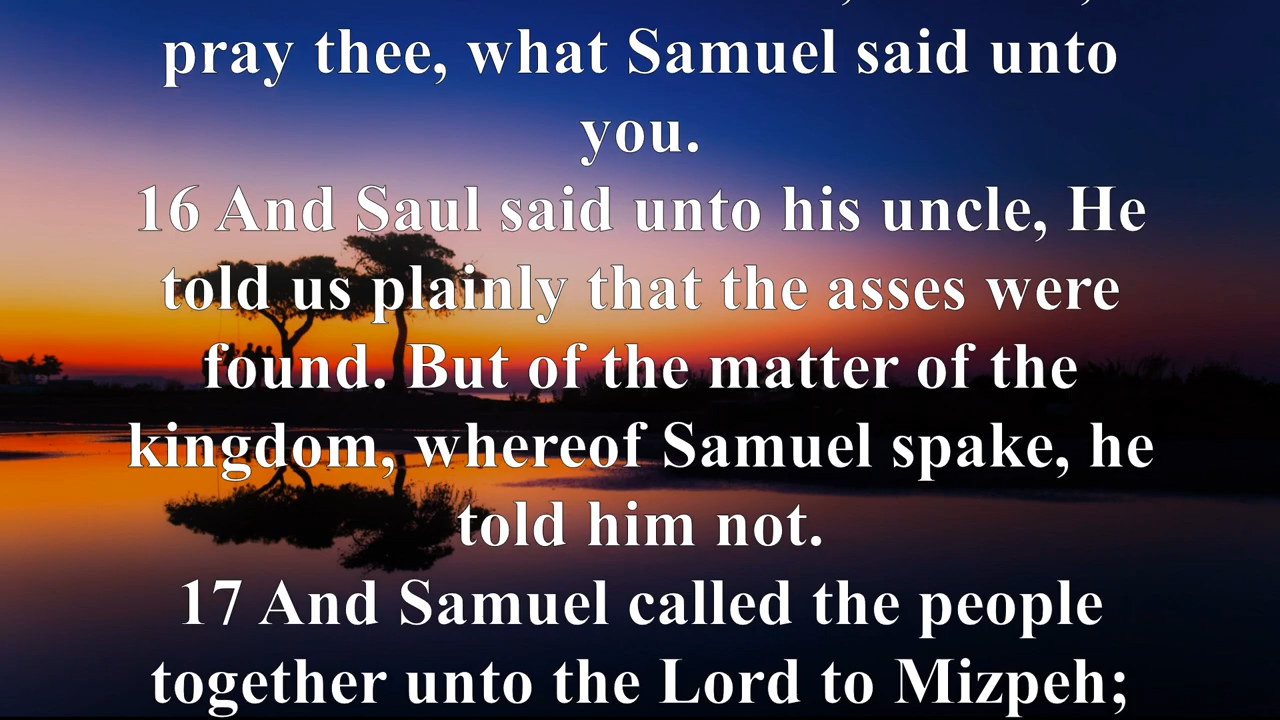 pray thee, what Samuel said unto
you.
16 And Saul said unto his uncle, He
told us plainly that the asses were
found. But of the matter of the
kingdom, whereof Samuel spake, he
told him not.
17 And Samuel called the people
together unto the Lord to Mizpeh;